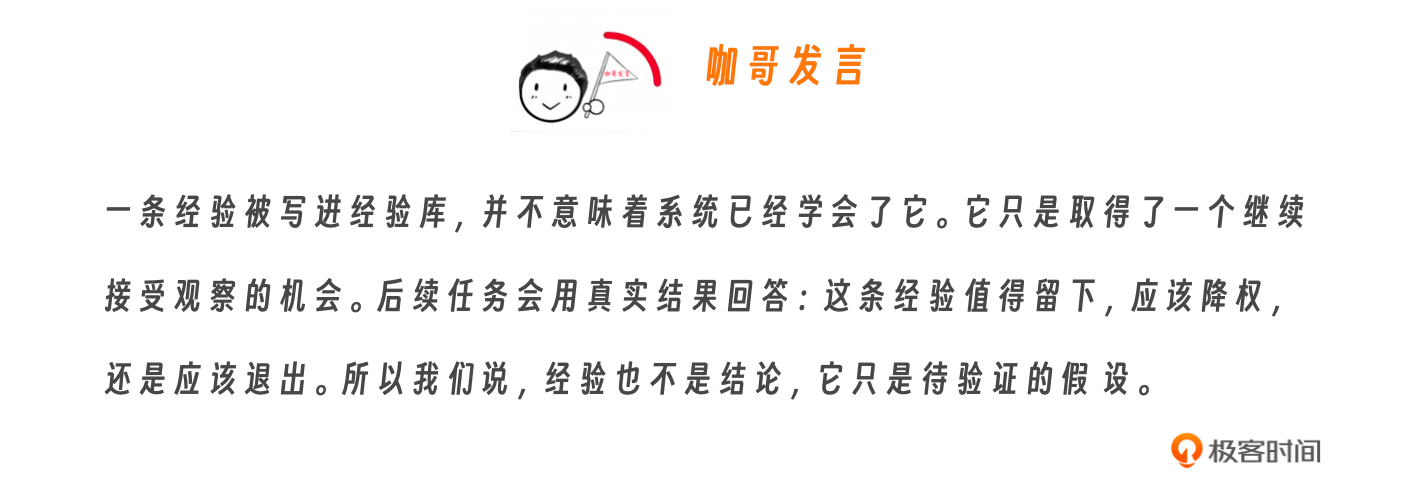 咖哥发言
咖哥发言
一条经验被写进经验库，并不意味着系统已经学会了它。它只是取得了一个继续
接受观察的机会。后续任务会用真实结果回答：这条经验值得留下，应该降权，
还是应该退出。所以我们说，经验也不是结论，它只是待验证的假 设。
极客时间